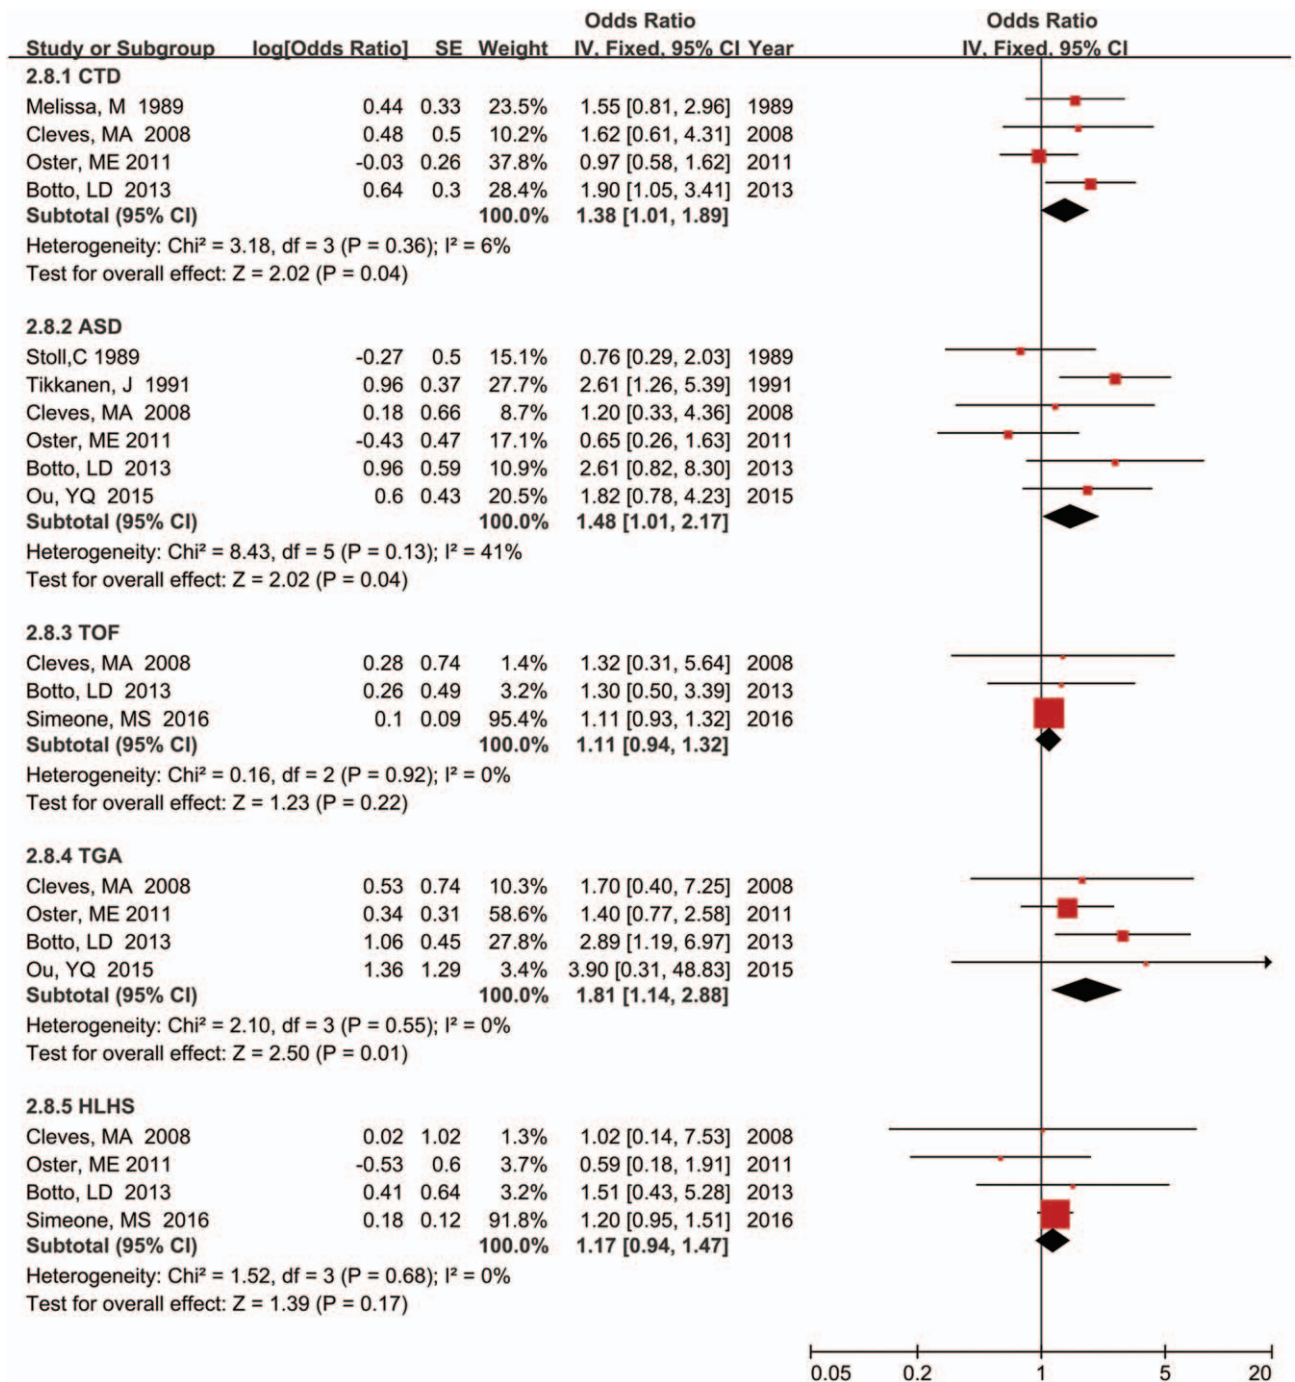 Odds Ratio Odds Ratio
Study or Subgroup log[Odds Ratio] SE Weight IV, Fixed, 95% CI Year IV, Fixed, 95% CI
2.8.1 CTD
Melissa, M 1989 0.44 0.33 23.5% 1.55 [0.81, 2.96] 1989
Cleves, MA 2008 0.48 0.5 10.2% 1.62 [0.61, 4.31] 2008
Oster, ME 2011 -0.03 0.26 37.8% 0.97 [0.58, 1.62] 2011
Botto, LD 2013 0.64 0.3 28.4% 1.90 [1.05, 3.41] 2013
Subtotal (95% CI) 100.0% 1.38 [1.01, 1.89]
Heterogeneity: Chi² = 3.18, df = 3 (P = 0.36); I² = 6%
Test for overall effect: Z = 2.02 (P = 0.04)
2.8.2 ASD
Stoll,C 1989 -0.27 0.5 15.1% 0.76 [0.29, 2.03] 1989
Tikkanen, J 1991 0.96 0.37 27.7% 2.61 [1.26, 5.39] 1991
Cleves, MA 2008 0.18 0.66 8.7% 1.20 [0.33, 4.36] 2008
Oster, ME 2011 -0.43 0.47 17.1% 0.65 [0.26, 1.63] 2011
Botto, LD 2013 0.96 0.59 10.9% 2.61 [0.82, 8.30] 2013
Ou, YQ 2015 0.6 0.43 20.5% 1.82 [0.78, 4.23] 2015
Subtotal (95% CI) 100.0% 1.48 [1.01, 2.17]
Heterogeneity: Chi² = 8.43, df = 5 (P = 0.13); I² = 41%
Test for overall effect: Z = 2.02 (P = 0.04)
2.8.3 TOF
Cleves, MA 2008 0.28 0.74 1.4% 1.32 [0.31, 5.64] 2008
Botto, LD 2013 0.26 0.49 3.2% 1.30 [0.50, 3.39] 2013
Simeone, MS 2016 0.1 0.09 95.4% 1.11 [0.93, 1.32] 2016
Subtotal (95% CI) 100.0% 1.11 [0.94, 1.32]
Heterogeneity: Chi² = 0.16, df = 2 (P = 0.92); I² = 0%
Test for overall effect: Z = 1.23 (P = 0.22)
2.8.4 TGA
Cleves, MA 2008 0.53 0.74 10.3% 1.70 [0.40, 7.25] 2008
Oster, ME 2011 0.34 0.31 58.6% 1.40 [0.77, 2.58] 2011
Botto, LD 2013 1.06 0.45 27.8% 2.89 [1.19, 6.97] 2013
Ou, YQ 2015 1.36 1.29 3.4% 3.90 [0.31, 48.83] 2015
Subtotal (95% CI) 100.0% 1.81 [1.14, 2.88]
Heterogeneity: Chi² = 2.10, df = 3 (P = 0.55); I² = 0%
Test for overall effect: Z = 2.50 (P = 0.01)
2.8.5 HLHS
Cleves, MA 2008 0.02 1.02 1.3% 1.02 [0.14, 7.53] 2008
Oster, ME 2011 -0.53 0.6 3.7% 0.59 [0.18, 1.91] 2011
Botto, LD 2013 0.41 0.64 3.2% 1.51 [0.43, 5.28] 2013
Simeone, MS 2016 0.18 0.12 91.8% 1.20 [0.95, 1.51] 2016
Subtotal (95% CI) 100.0% 1.17 [0.94, 1.47]
Heterogeneity: Chi² = 1.52, df = 3 (P = 0.68); I² = 0%
Test for overall effect: Z = 1.39 (P = 0.17)
0.05 0.2 1 5 20